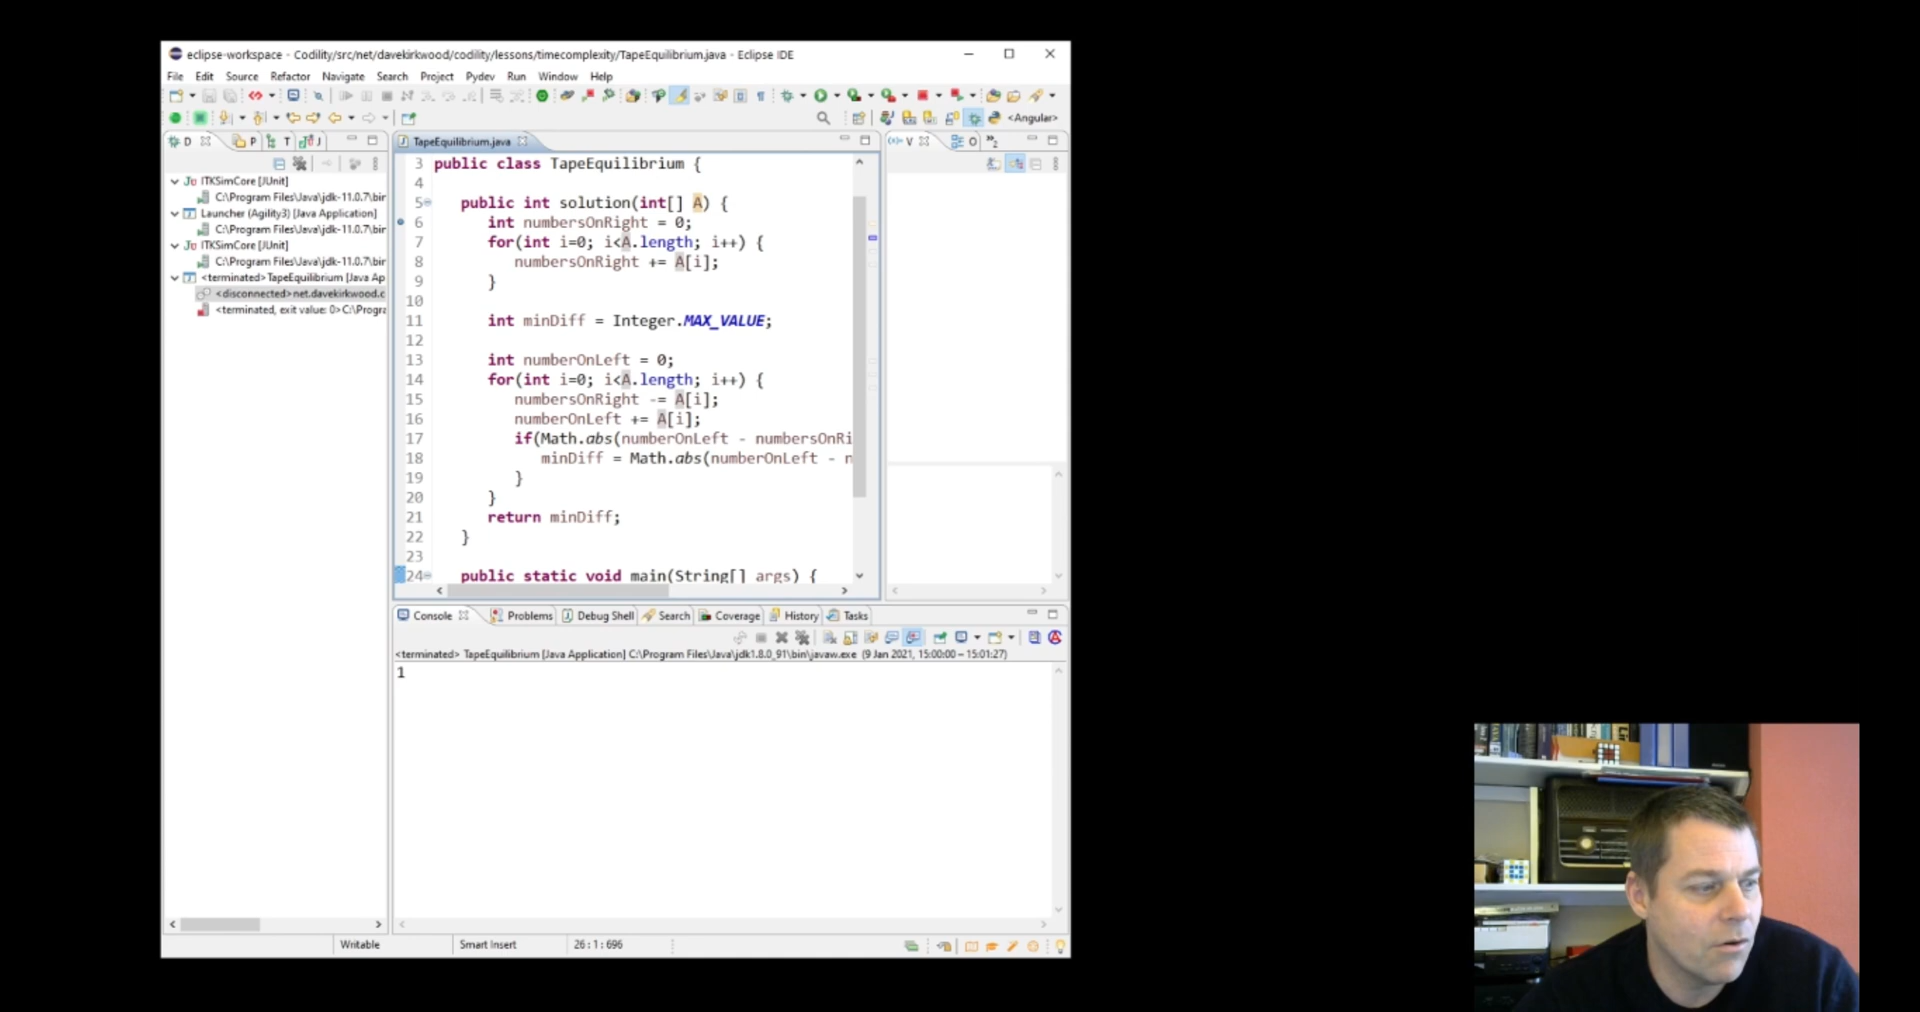 eclipse-workspace - Codility/src/net/davekirkwood/codility/lessons/timecomplexity/TapeEquilibrium.java - Eclipse IDE
File Edit Source Refactor Navigate Search Project Pydev Run Window Help
<Angular>
D P T J
TapeEquilibrium.java
V O »2
ITKSimCore [JUnit]
C:\Program Files\Java\jdk-11.0.7\bin
Launcher (Agility3) [Java Application]
C:\Program Files\Java\jdk-11.0.7\bin
ITKSimCore [JUnit]
C:\Program Files\Java\jdk-11.0.7\bin
<terminated> TapeEquilibrium [Java Ap
<disconnected> net.davekirkwood.c
<terminated, exit value: 0> C:\Progra
3 public class TapeEquilibrium {
4
5 public int solution(int[] A) {
6 int numbersOnRight = 0;
7 for(int i=0; i<A.length; i++) {
8 numbersOnRight += A[i];
9 }
10
11 int minDiff = Integer.MAX_VALUE;
12
13 int numberOnLeft = 0;
14 for(int i=0; i<A.length; i++) {
15 numbersOnRight -= A[i];
16 numberOnLeft += A[i];
17 if(Math.abs(numberOnLeft - numbersOnRi
18 minDiff = Math.abs(numberOnLeft - n
19 }
20 }
21 return minDiff;
22 }
23
24 public static void main(String[] args) {
Console Problems Debug Shell Search Coverage History Tasks
<terminated> TapeEquilibrium [Java Application] C:\Program Files\Java\jdk1.8.0_91\bin\javaw.exe (9 Jan 2021, 15:00:00 – 15:01:27)
1
Writable Smart Insert 26 : 1 : 696